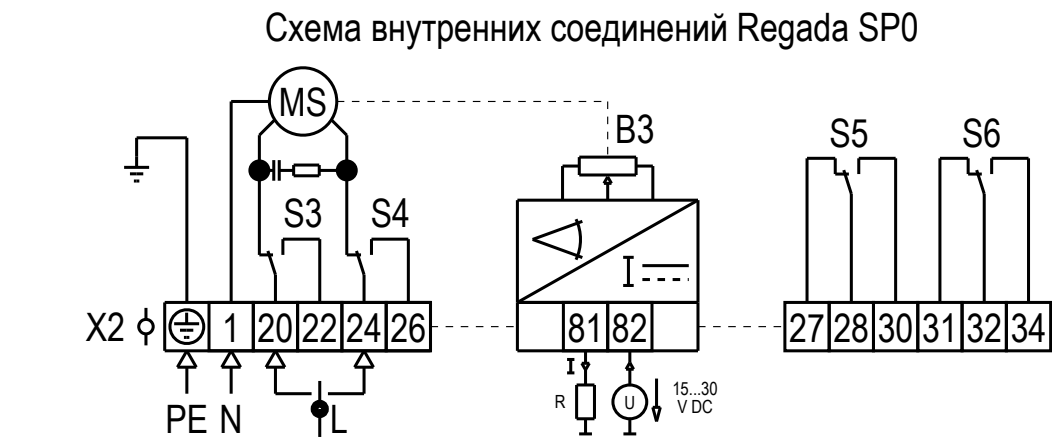 Схема внутренних соединений Regada SP0
MS
B3
S5
S6
S3
S4
I
X2
1 20 22 24 26
81 82
27 28 30 31 32 34
I
R
U
15...30
V DC
PE N
L